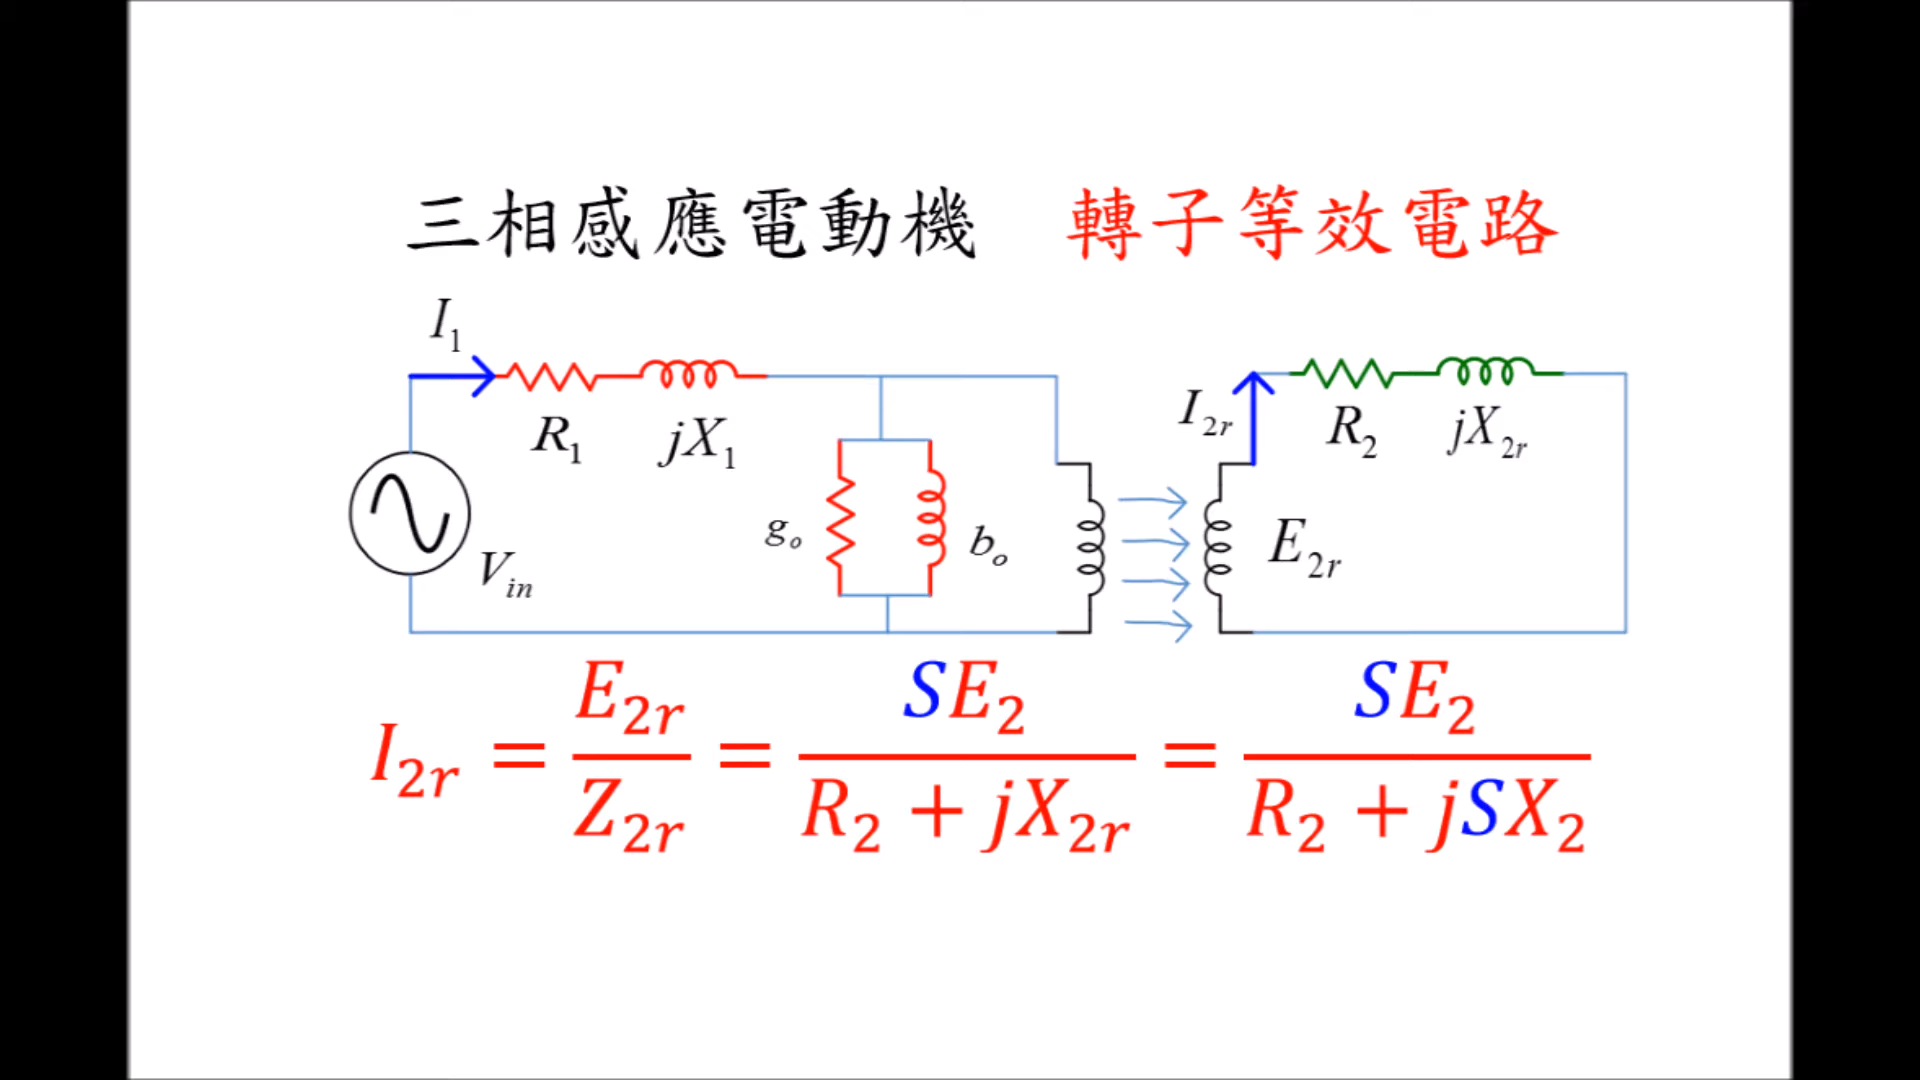 三相感應電動機 轉子等效電路
I₁
R₁ jX₁ I₂ᵣ R₂ jX₂ᵣ
gₒ bₒ E₂ᵣ
Vᵢₙ
I₂ᵣ = E₂ᵣ / Z₂ᵣ = SE₂ / (R₂ + jX₂ᵣ) = SE₂ / (R₂ + jSX₂)